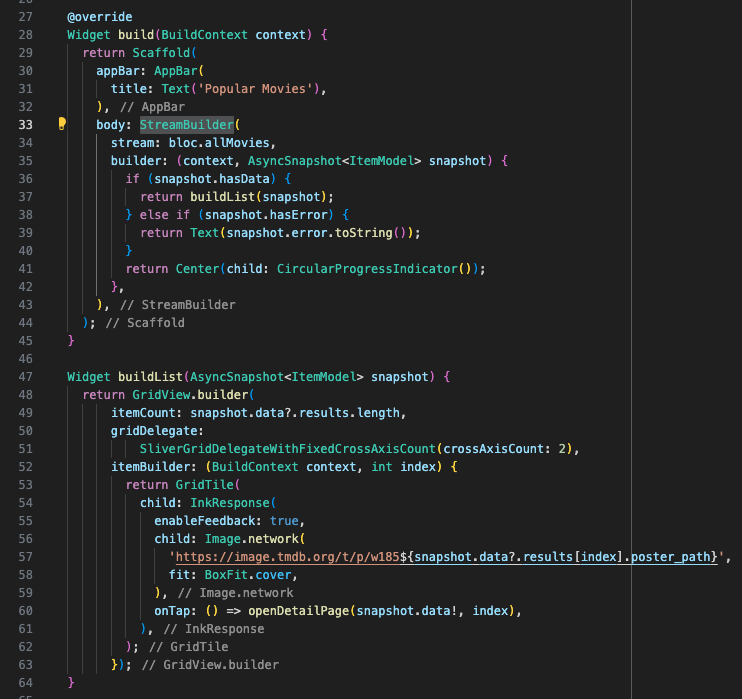 27 @override
28 Widget build(BuildContext context) {
29 return Scaffold(
30 appBar: AppBar(
31 title: Text('Popular Movies'),
32 ), // AppBar
33 body: StreamBuilder(
34 stream: bloc.allMovies,
35 builder: (context, AsyncSnapshot<ItemModel> snapshot) {
36 if (snapshot.hasData) {
37 return buildList(snapshot);
38 } else if (snapshot.hasError) {
39 return Text(snapshot.error.toString());
40 }
41 return Center(child: CircularProgressIndicator());
42 },
43 ), // StreamBuilder
44 ); // Scaffold
45 }
46
47 Widget buildList(AsyncSnapshot<ItemModel> snapshot) {
48 return GridView.builder(
49 itemCount: snapshot.data?.results.length,
50 gridDelegate:
51 SliverGridDelegateWithFixedCrossAxisCount(crossAxisCount: 2),
52 itemBuilder: (BuildContext context, int index) {
53 return GridTile(
54 child: InkResponse(
55 enableFeedback: true,
56 child: Image.network(
57 'https://image.tmdb.org/t/p/w185${snapshot.data?.results[index].poster_path}',
58 fit: BoxFit.cover,
59 ), // Image.network
60 onTap: () => openDetailPage(snapshot.data!, index),
61 ), // InkResponse
62 ); // GridTile
63 }); // GridView.builder
64 }